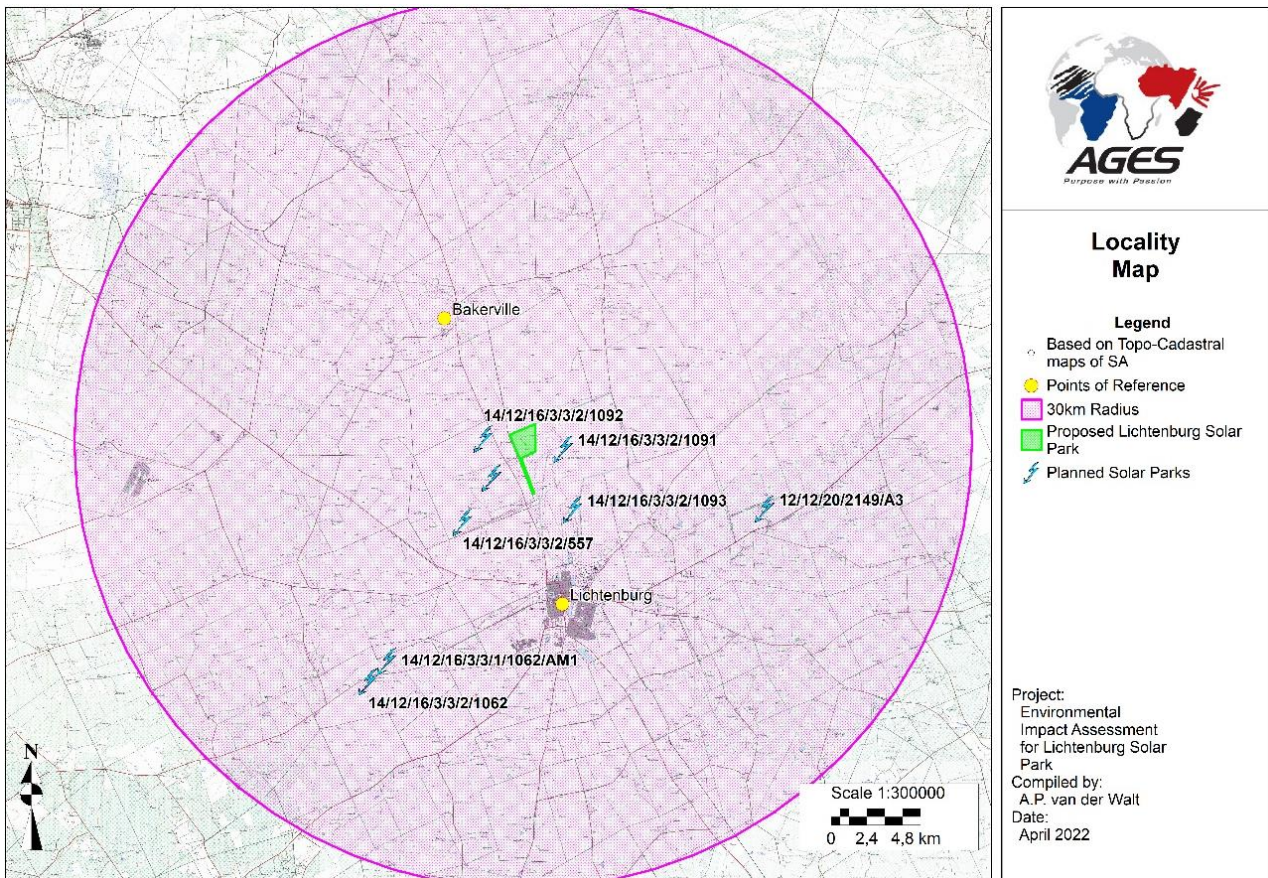 Bakerville
14/12/16/3/3/2/1092
14/12/16/3/3/2/1091
14/12/16/3/3/2/1093
12/12/20/2149/A3
14/12/16/3/3/2/557
Lichtenburg
14/12/16/3/3/1/1062/AM1
14/12/16/3/3/2/1062
N
Scale 1:300000
0 2,4 4,8 km
AGES
Purpose with Passion
Locality
Map
Legend
Based on Topo-Cadastral
maps of SA
Points of Reference
30km Radius
Proposed Lichtenburg Solar
Park
Planned Solar Parks
Project:
Environmental
Impact Assessment
for Lichtenburg Solar
Park
Compiled by:
A.P. van der Walt
Date:
April 2022